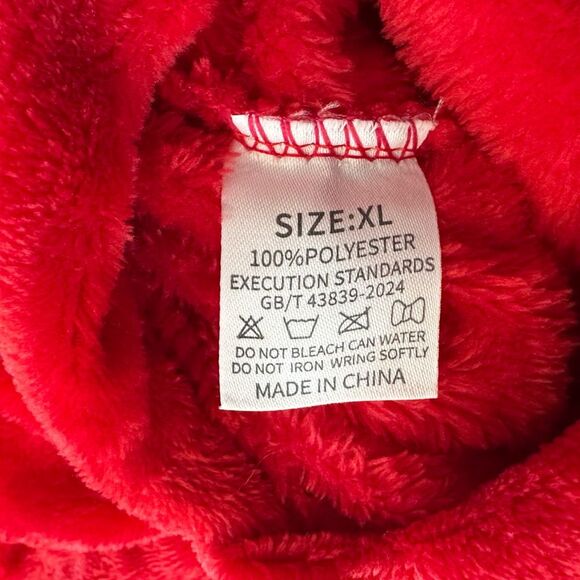 SIZE:XL
100%POLYESTER
EXECUTION STANDARDS
GB/T 43839-2024
DO NOT BLEACH CAN WATER
DO NOT IRON WRING SOFTLY
MADE IN CHINA